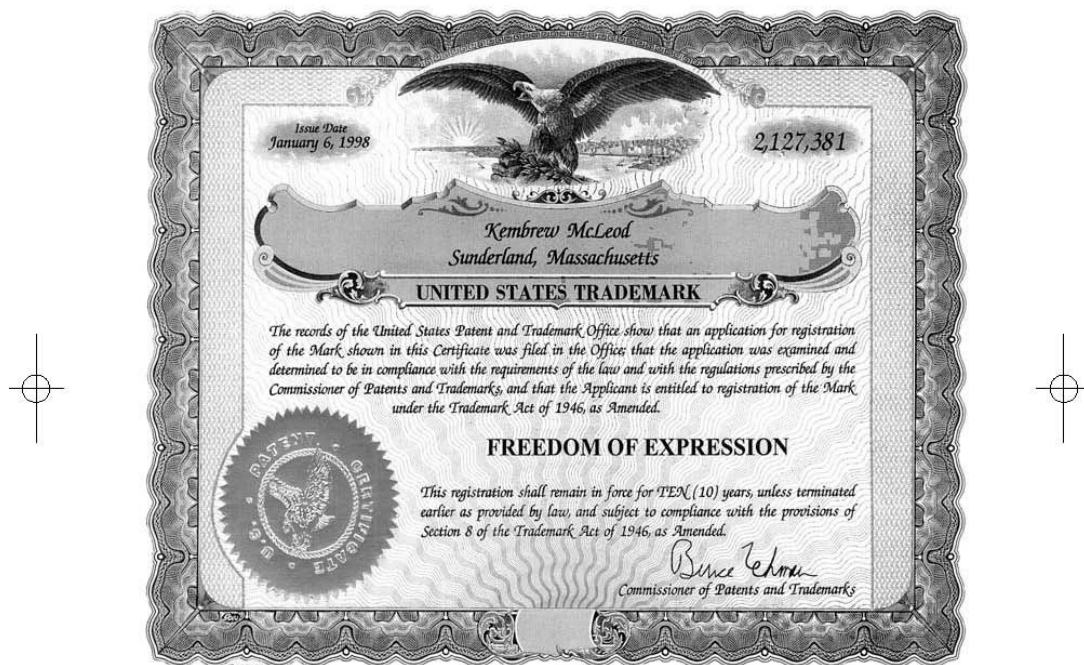 Issue Date
January 6, 1998
2,127,381
Kembrew McLeod
Sunderland, Massachusetts
UNITED STATES TRADEMARK
The records of the United States Patent and Trademark Office show that an application for registration
of the Mark shown in this Certificate was filed in the Office; that the application was examined and
determined to be in compliance with the requirements of the law and with the regulations prescribed by the
Commissioner of Patents and Trademarks, and that the Applicant is entitled to registration of the Mark
under the Trademark Act of 1946, as Amended.
FREEDOM OF EXPRESSION
This registration shall remain in force for TEN (10) years, unless terminated
earlier as provided by law, and subject to compliance with the provisions of
Section 8 of the Trademark Act of 1946, as Amended.
Bruce Lehman
Commissioner of Patents and Trademarks
U.S. PATENT CERTIFICATE